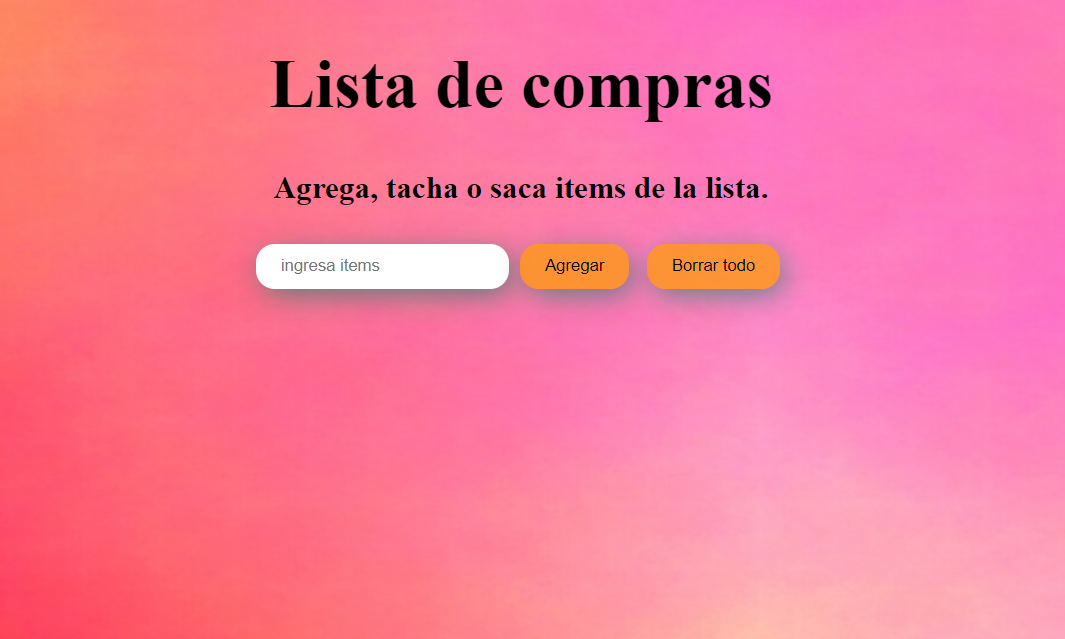 Lista de compras
Agrega, tacha o saca items de la lista.
ingresa items Agregar Borrar todo